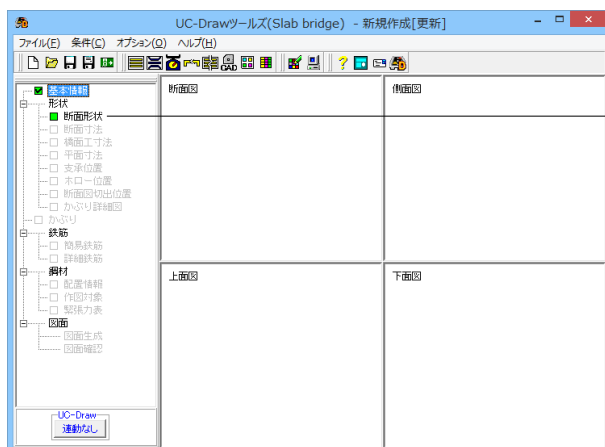 UC-Drawツールズ(Slab bridge) - 新規作成[更新]
ファイル(F) 条件(C) オプション(O) ヘルプ(H)
CAD
基本情報
断面図
側面図
形状
断面形状
断面寸法
橋面工寸法
平面寸法
支承位置
ホロー位置
断面図切出位置
かぶり詳細図
かぶり
鉄筋
簡易鉄筋
詳細鉄筋
鋼材
上面図
下面図
配置情報
作図対象
緊張力表
図面
図面生成
図面確認
UC-Draw
連動なし